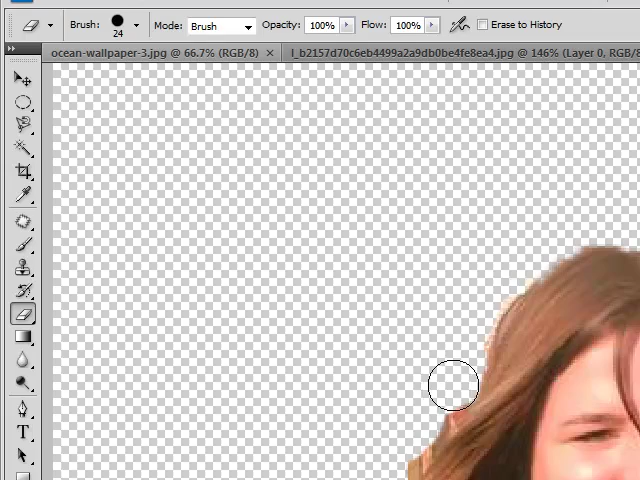 Brush: 24 Mode: Brush Opacity: 100% Flow: 100% Erase to History
ocean-wallpaper-3.jpg @ 66.7% (RGB/8) × l_b2157d70c6eb4499a2a9db0be4fe8ea4.jpg @ 146% (Layer 0, RGB/8
T